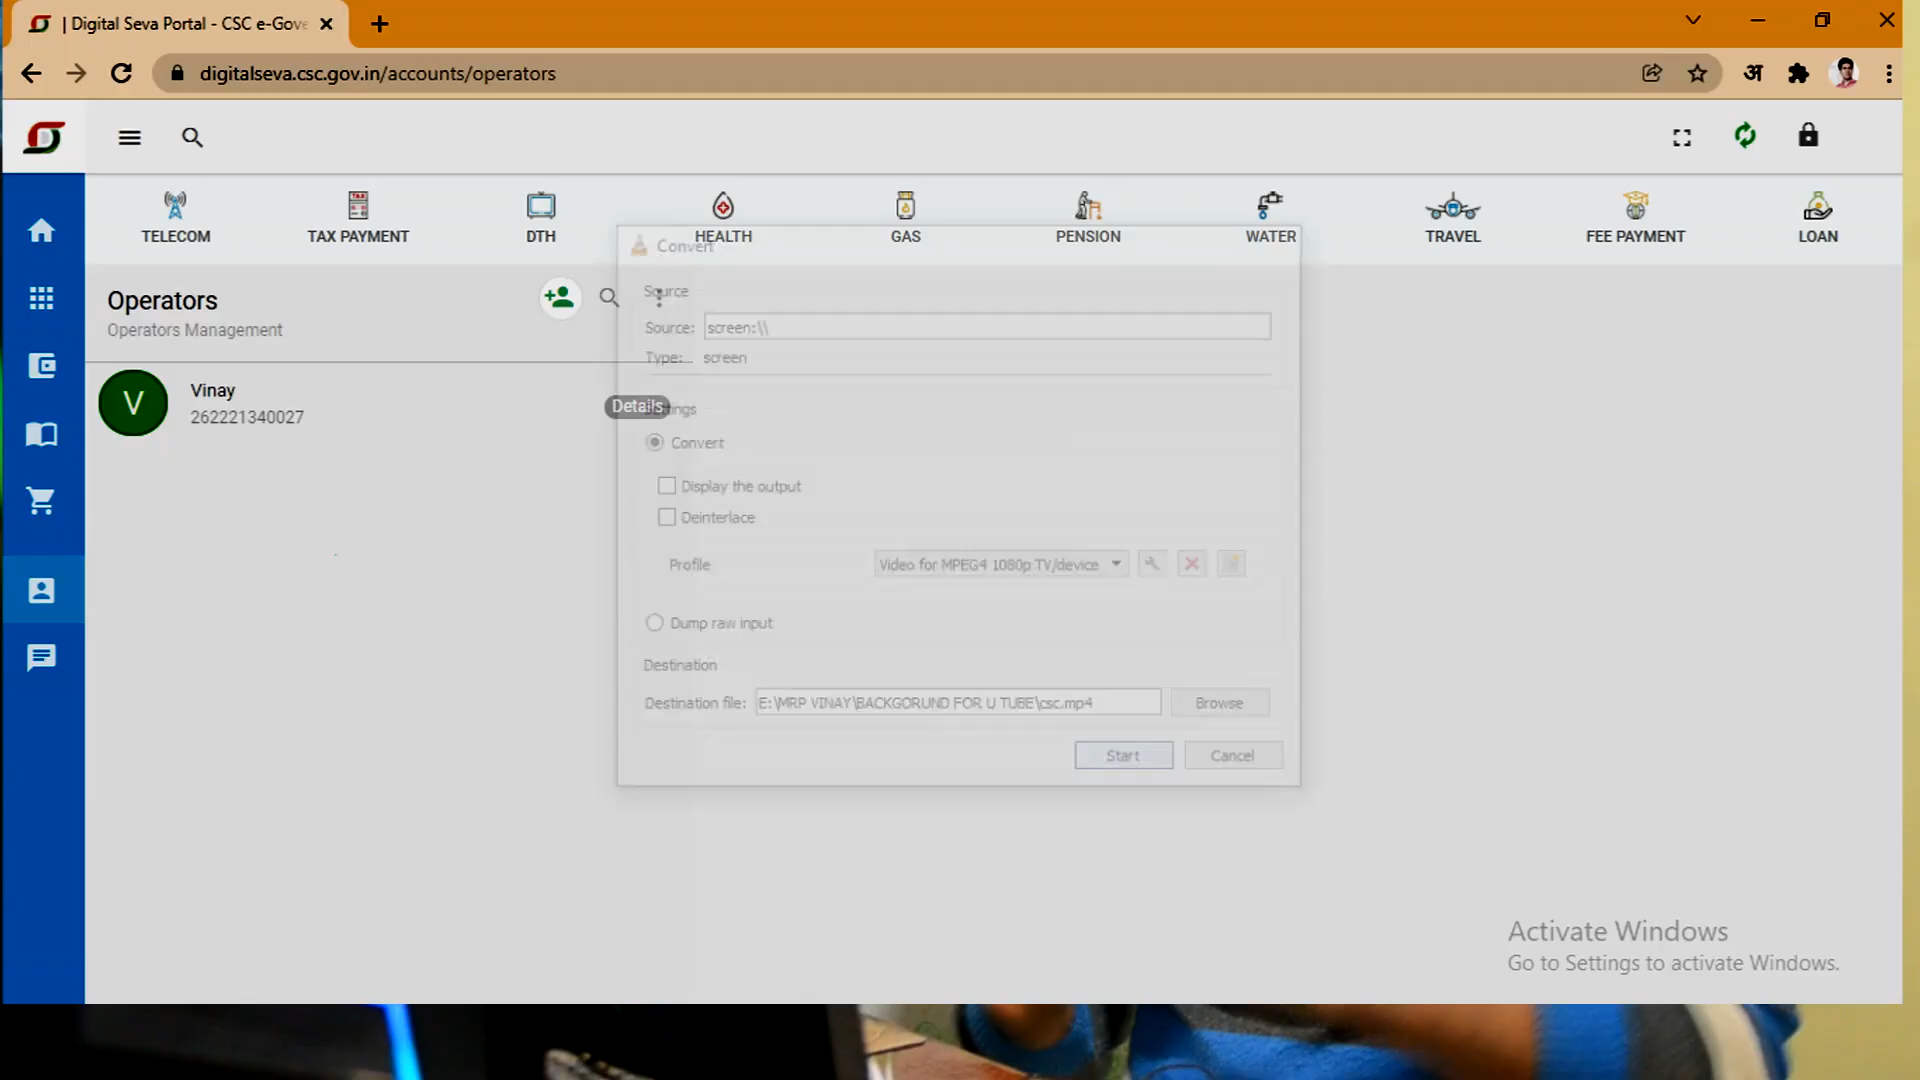 | Digital Seva Portal - CSC e-Gove
digitalseva.csc.gov.in/accounts/operators
अ
TELECOM
TAX PAYMENT
DTH
HEALTH
GAS
PENSION
WATER
TRAVEL
FEE PAYMENT
LOAN
Operators
Operators Management
V
Vinay
262221340027
Details
Convert
Source
Source: screen:\\
Type: screen
Settings
Convert
Display the output
Deinterlace
Profile
Video for MPEG4 1080p TV/device
Dump raw input
Destination
Destination file: E:\MRP VINAY\BACKGORUND FOR U TUBE\csc.mp4
Browse
Start
Cancel
Activate Windows
Go to Settings to activate Windows.